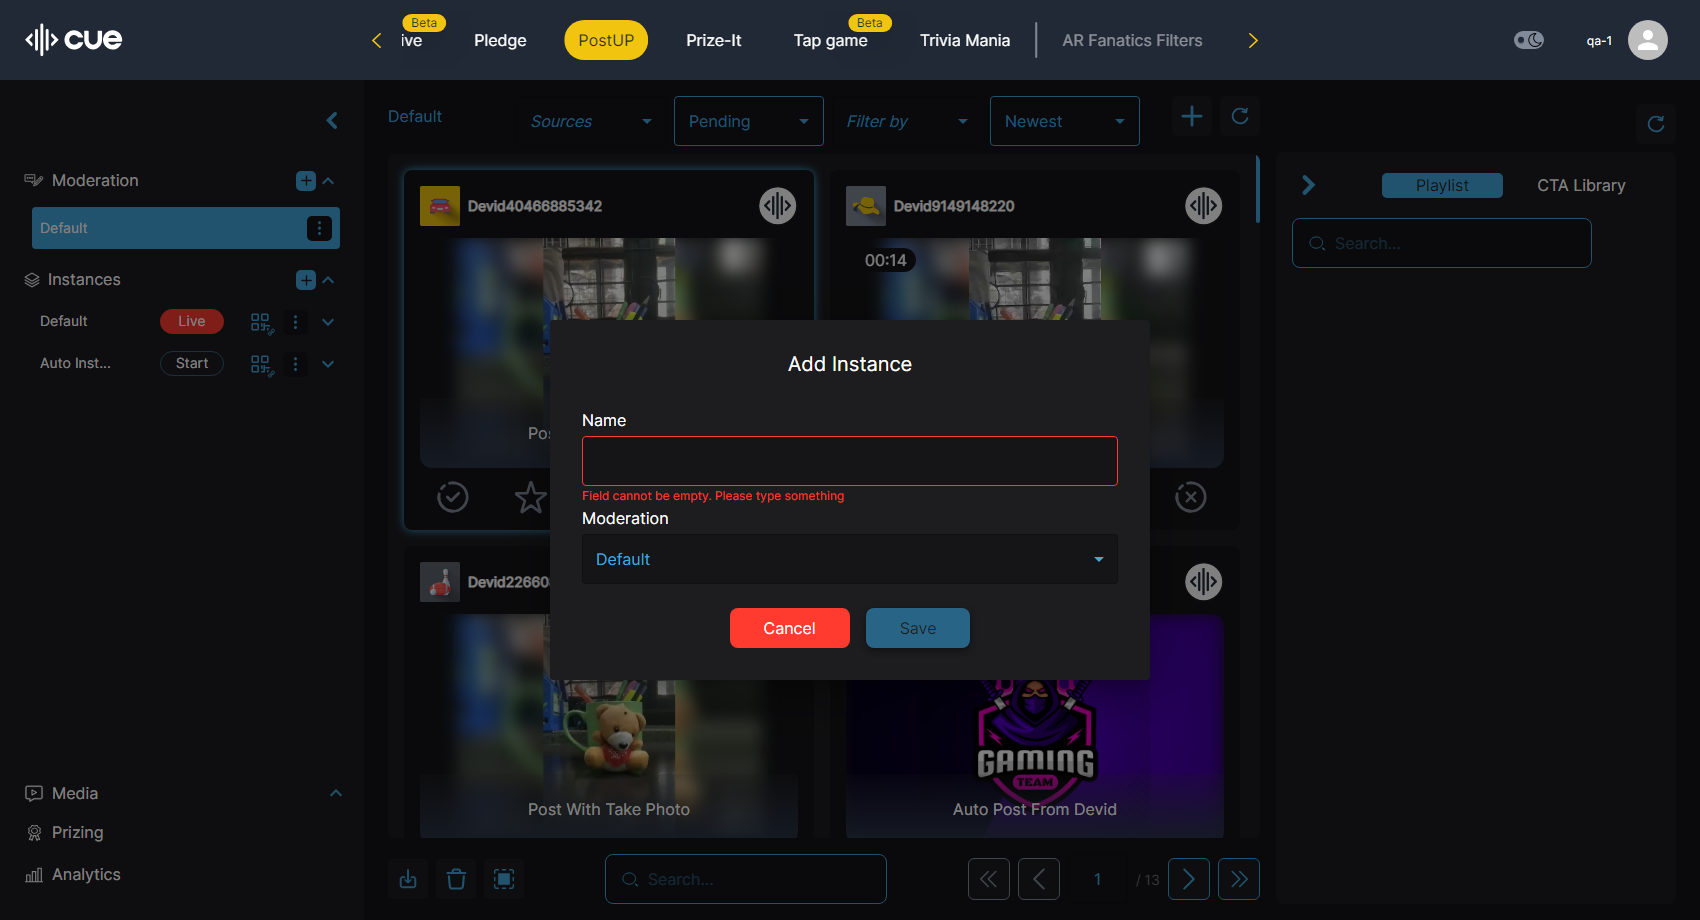 cue
Beta
Beta
ive
Pledge
PostUP
Prize-It
Tap game
Trivia Mania
AR Fanatics Filters
qa-1
Moderation
Default
Instances
Default
Live
Auto Inst...
Start
Media
Prizing
Analytics
Default
Sources
Pending
Filter by
Newest
Devid40466885342
Devid9149148220
00:14
Pos
Devid22660
Post With Take Photo
GAMING
TEAM
Auto Post From Devid
Add Instance
Name
Field cannot be empty. Please type something
Moderation
Default
Cancel
Save
Search...
1
/ 13
Playlist
CTA Library
Search...